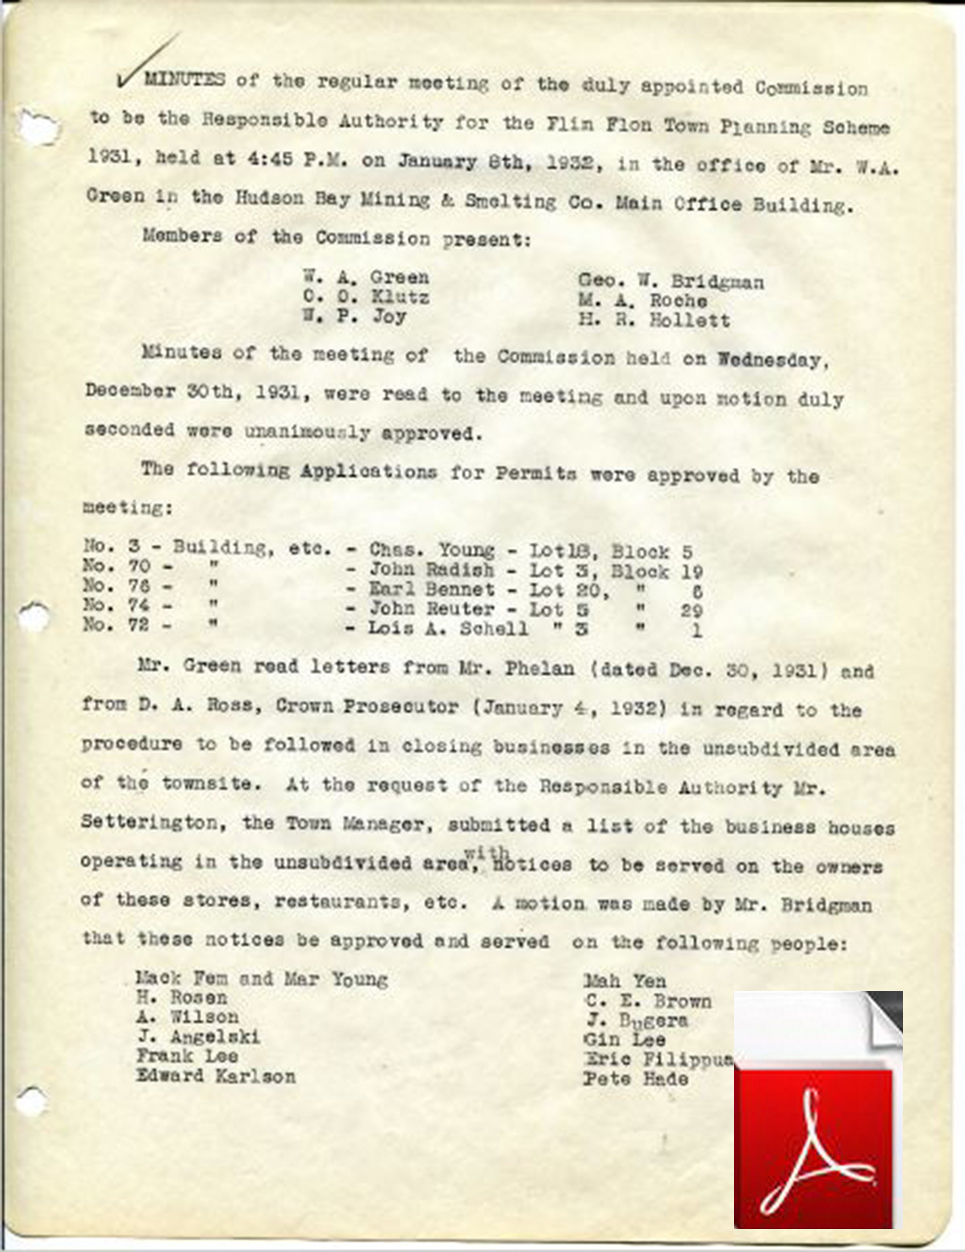 MINUTES of the regular meeting of the duly appointed Commission
to be the Responsible Authority for the Flin Flon Town Planning Scheme
1931, held at 4:45 P.M. on January 8th, 1932, in the office of Mr. W.A.
Green in the Hudson Bay Mining & Smelting Co. Main Office Building.
Members of the Commission present:
W. A. Green Geo. W. Bridgman
C. O. Klutz M. A. Roche
W. P. Joy H. R. Hollett
Minutes of the meeting of the Commission held on Wednesday,
December 30th, 1931, were read to the meeting and upon motion duly
seconded were unanimously approved.
The following Applications for Permits were approved by the
meeting:
No. 3 - Building, etc. - Chas. Young - Lot18, Block 5
No. 70 - " - John Radish - Lot 3, Block 19
No. 76 - " - Earl Bennet - Lot 20, " 6
No. 74 - " - John Reuter - Lot 5 " 29
No. 72 - " - Lois A. Schell " 3 " 1
Mr. Green read letters from Mr. Phelan (dated Dec. 30, 1931) and
from D. A. Ross, Crown Prosecutor (January 4, 1932) in regard to the
procedure to be followed in closing businesses in the unsubdivided area
of the townsite. At the request of the Responsible Authority Mr.
Setterington, the Town Manager, submitted a list of the business houses
operating in the unsubdivided area, with notices to be served on the owners
of these stores, restaurants, etc. A motion was made by Mr. Bridgman
that these notices be approved and served on the following people:
Mack Fem and Mar Young Mah Yen
H. Rosen C. E. Brown
A. Wilson J. Bugera
J. Angelski Gin Lee
Frank Lee Eric Filippua
Edward Karlson Pete Hade